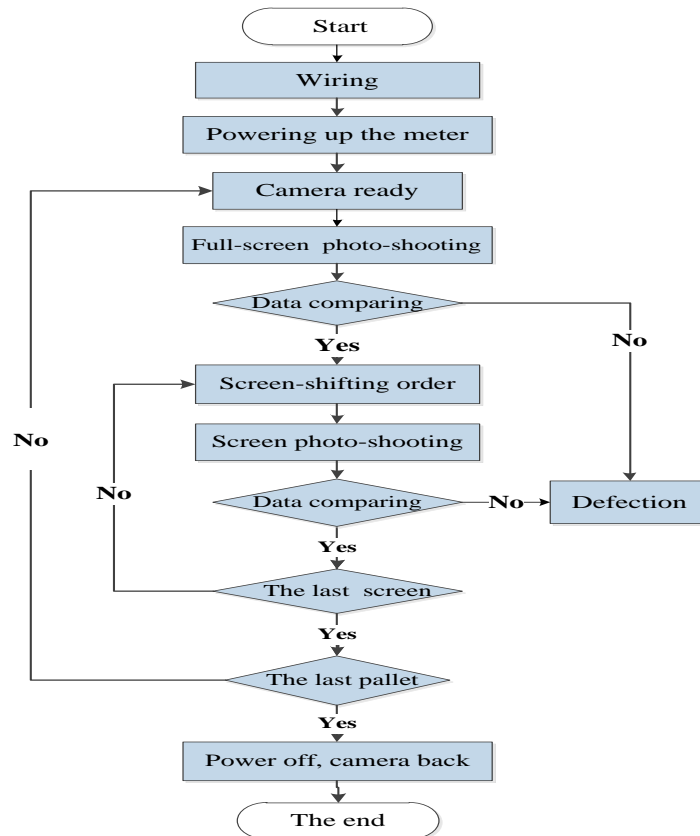 Start
Wiring
Powering up the meter
Camera ready
Full-screen photo-shooting
Data comparing
No
Yes
Screen-shifting order
Screen photo-shooting
No
No
Data comparing
No
Defection
Yes
The last screen
Yes
The last pallet
Yes
Power off, camera back
The end